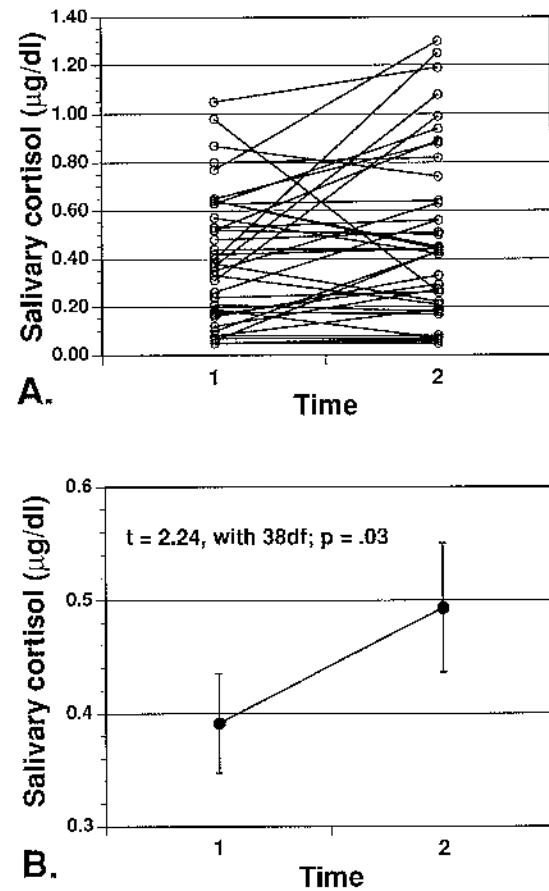 1.40
1.20
1.00
0.80
0.60
0.40
0.20
0.00
Salivary cortisol (µg/dl)
1 2
A.
Time
0.6
0.5
0.4
0.3
Salivary cortisol (µg/dl)
t = 2.24, with 38df; p = .03
1 2
B.
Time